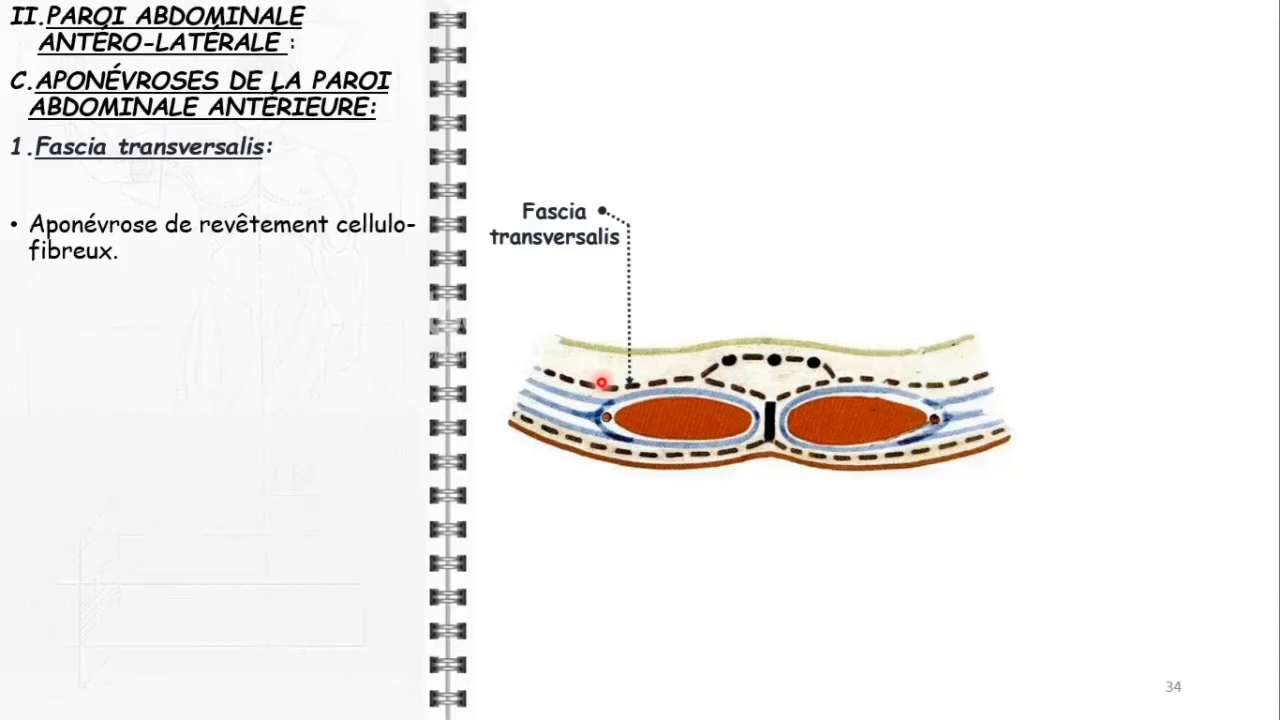 II.PAROI ABDOMINALE
ANTÉRO-LATÉRALE :
C.APONÉVROSES DE LA PAROI
ABDOMINALE ANTÉRIEURE:
1.Fascia transversalis:
• Aponévrose de revêtement cellulo-
fibreux.
Fascia
transversalis
34